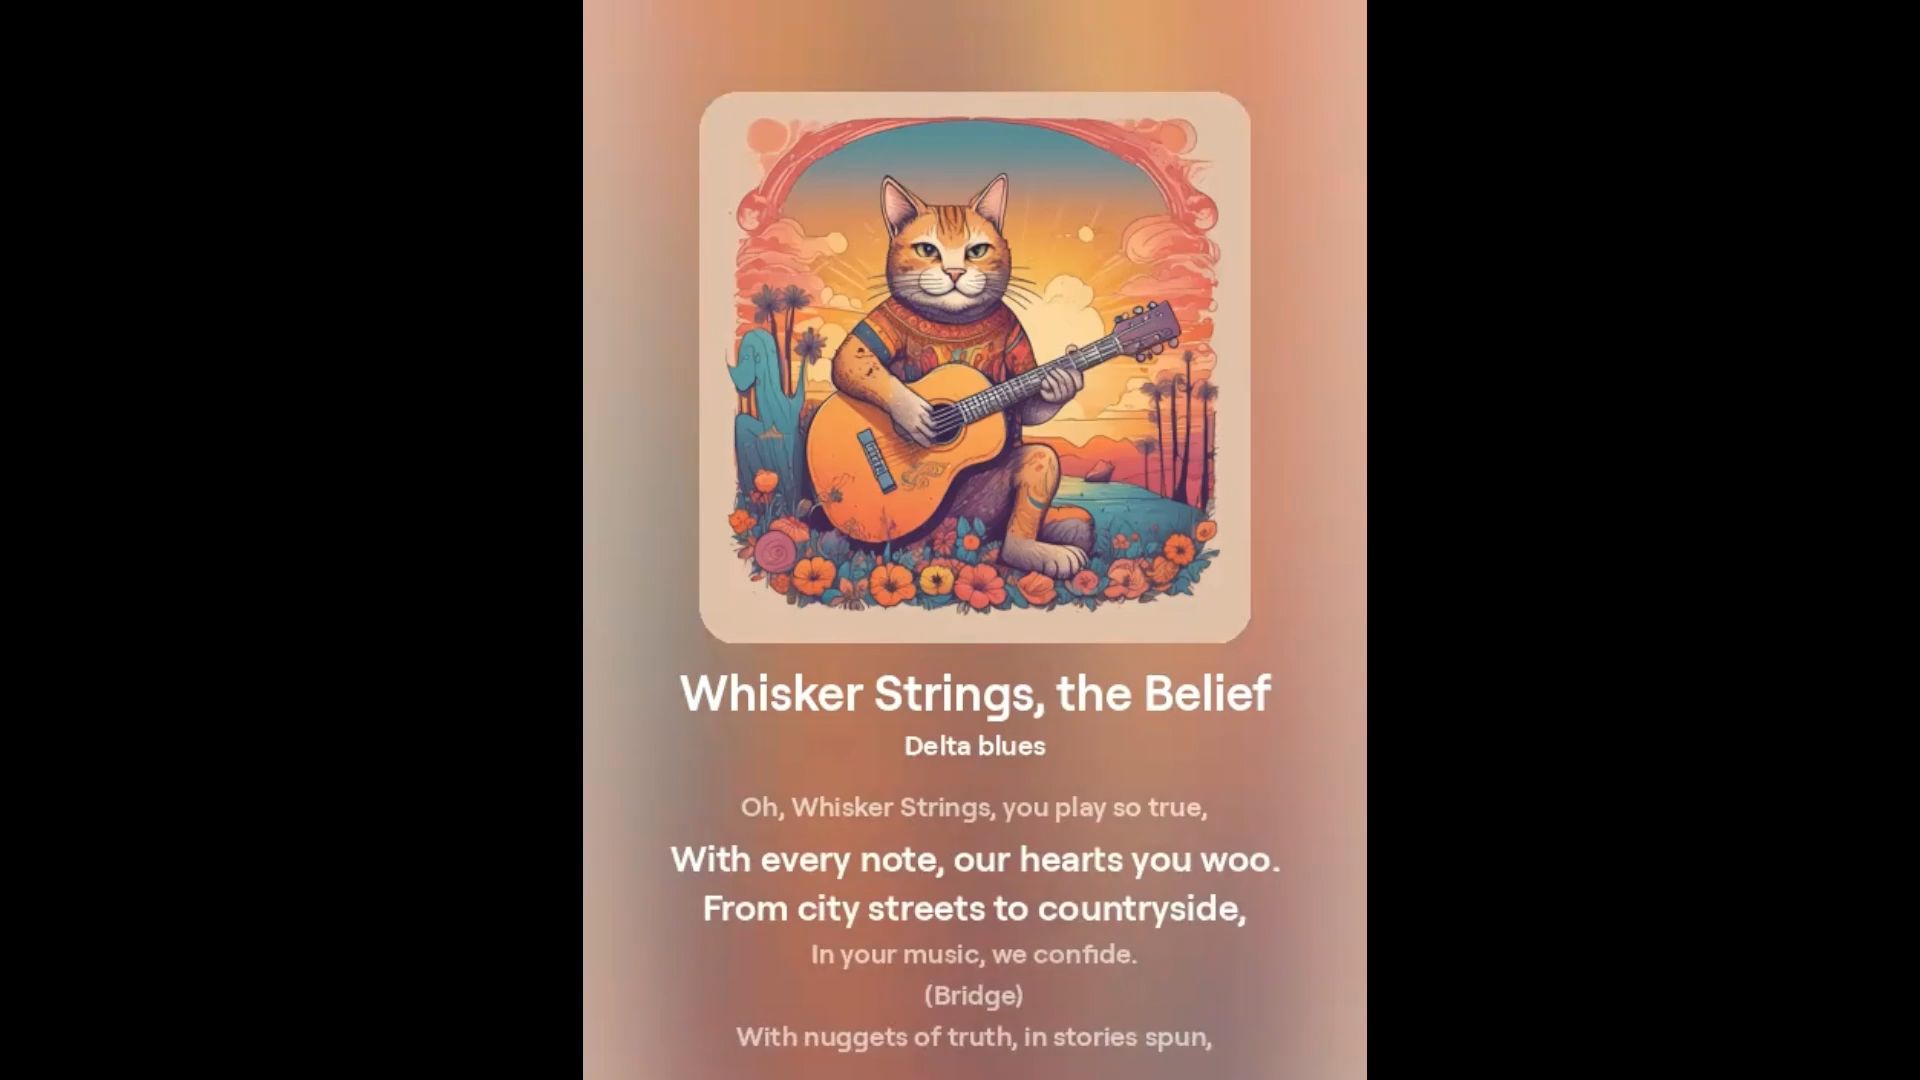 Whisker Strings, the Belief
Delta blues
Oh, Whisker Strings, you play so true,
With every note, our hearts you woo.
From city streets to countryside,
In your music, we confide.
(Bridge)
With nuggets of truth, in stories spun,